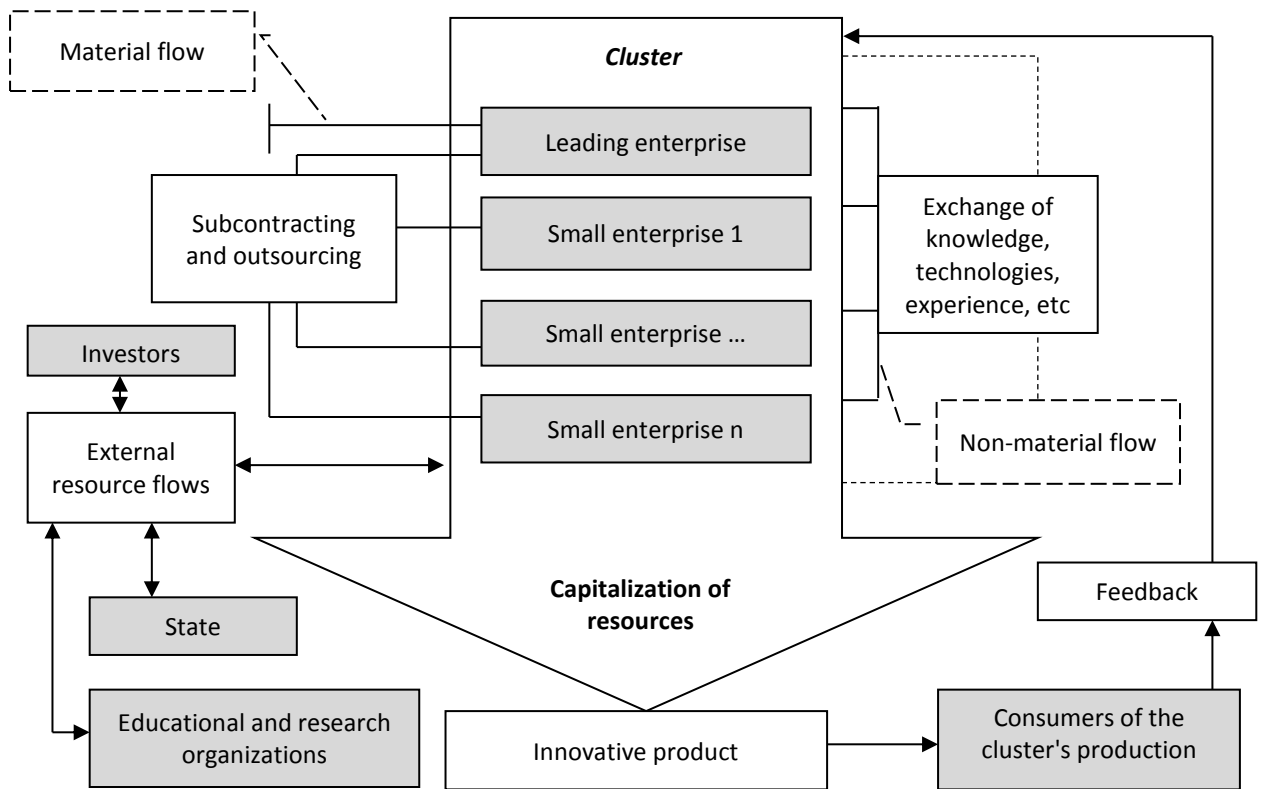 Material flow
Cluster
Leading enterprise
Subcontracting
and outsourcing
Small enterprise 1
Exchange of
knowledge,
technologies,
experience, etc
Small enterprise ...
Investors
Small enterprise n
Non-material flow
External
resource flows
Capitalization of
resources
Feedback
State
Educational and research
organizations
Innovative product
Consumers of the
cluster's production